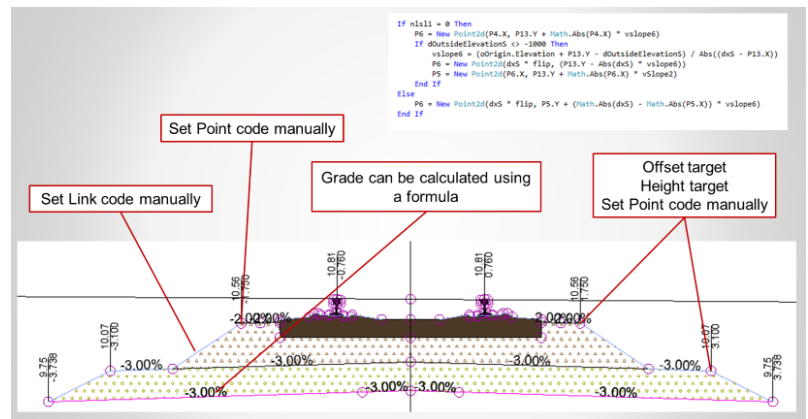 If nlsl1 = 0 Then
P6 = New Point2d(P4.X, P13.Y + Math.Abs(P4.X) * vslope6)
If dOutsideElevationS <> -1000 Then
vslope6 = (oOrigin.Elevation + P13.Y - dOutsideElevationS) / Abs((dxS - P13.X))
P6 = New Point2d(dxS * flip, (P13.Y - Abs(dxS) * vslope6))
P5 = New Point2d(P6.X, P13.Y + Math.Abs(P6.X) * vSlope2)
End If
Else
P6 = New Point2d(dxS * flip, P5.Y + (Math.Abs(dxS) - Math.Abs(P5.X)) * vslope6)
End If
Set Point code manually
Set Link code manually
Grade can be calculated using
a formula
Offset target
Height target
Set Point code manually
10.81
-0.760
10.81
0.760
10.56
-1.750
10.56
1.750
-2.00%
2.00%
10.07
-3.100
10.07
3.100
9.75
-3.738
9.75
3.738
-3.00%
-3.00%
-3.00%
-3.00%
-3.00%
-3.00%
-3.00%
-3.00%